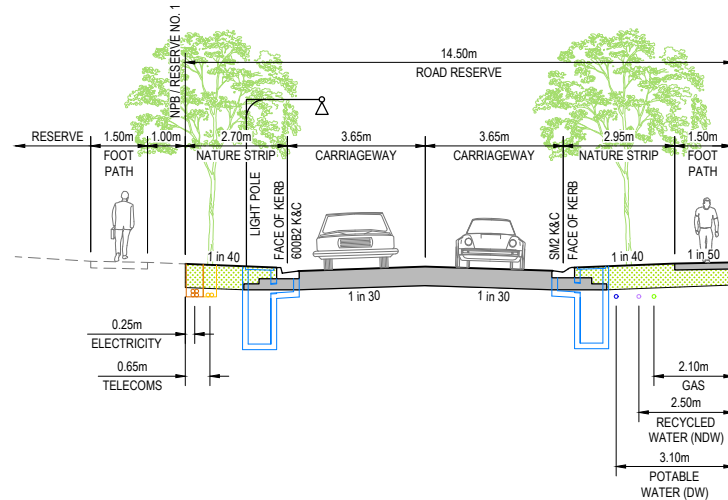 NPB / RESERVE NO. 1
14.50m
ROAD RESERVE
RESERVE
1.50m
FOOT
PATH
1.00m
2.70m
NATURE STRIP
3.65m
CARRIAGEWAY
3.65m
CARRIAGEWAY
2.95m
NATURE STRIP
1.50m
FOOT
PATH
LIGHT POLE
FACE OF KERB
600B2 K&C
SM2 K&C
FACE OF KERB
1 in 40
1 in 30
1 in 30
1 in 40
1 in 50
0.25m
ELECTRICITY
0.65m
TELECOMS
2.10m
GAS
2.50m
RECYCLED
WATER (NDW)
3.10m
POTABLE
WATER (DW)